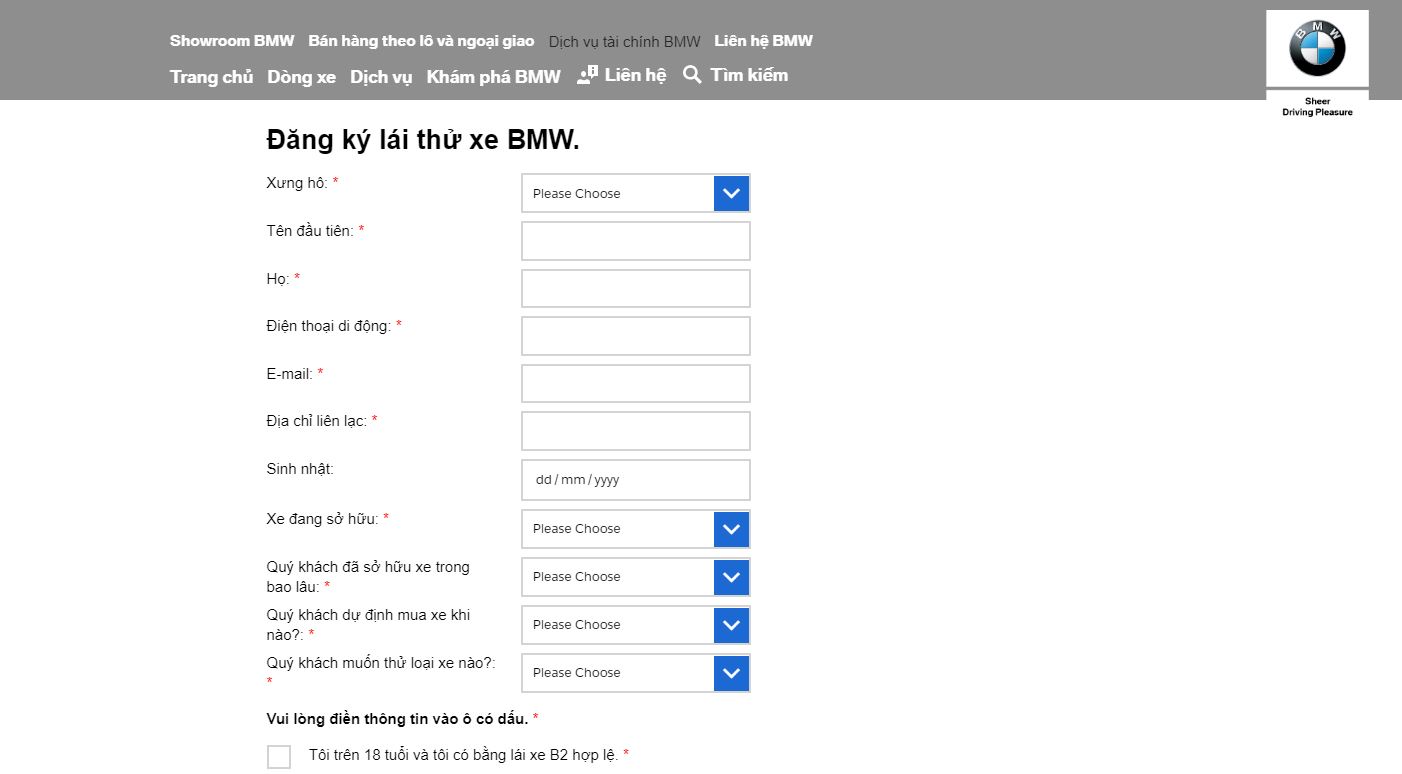 Showroom BMW Bán hàng theo lô và ngoại giao Dịch vụ tài chính BMW Liên hệ BMW
Trang chủ Dòng xe Dịch vụ Khám phá BMW Liên hệ Tìm kiếm
BMW
Sheer
Driving Pleasure
Đăng ký lái thử xe BMW.
Xưng hô: * Please Choose
Tên đầu tiên: *
Họ: *
Điện thoại di động: *
E-mail: *
Địa chỉ liên lạc: *
Sinh nhật: dd / mm / yyyy
Xe đang sở hữu: * Please Choose
Quý khách đã sở hữu xe trong
bao lâu: * Please Choose
Quý khách dự định mua xe khi
nào?: * Please Choose
Quý khách muốn thử loại xe nào?:
* Please Choose
Vui lòng điền thông tin vào ô có dấu. *
Tôi trên 18 tuổi và tôi có bằng lái xe B2 hợp lệ. *